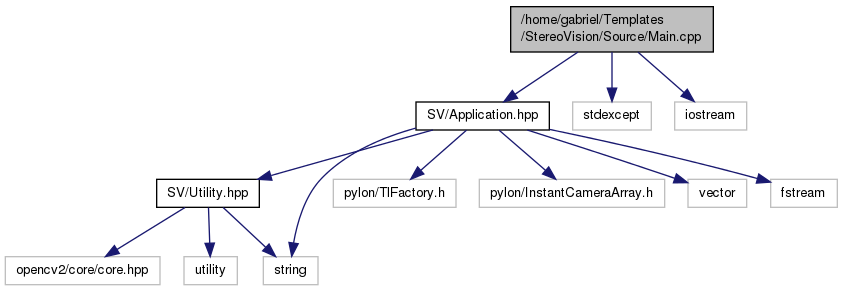 /home/gabriel/Templates
/StereoVision/Source/Main.cpp
SV/Application.hpp
stdexcept
iostream
SV/Utility.hpp
pylon/TlFactory.h
pylon/InstantCameraArray.h
vector
fstream
opencv2/core/core.hpp
utility
string